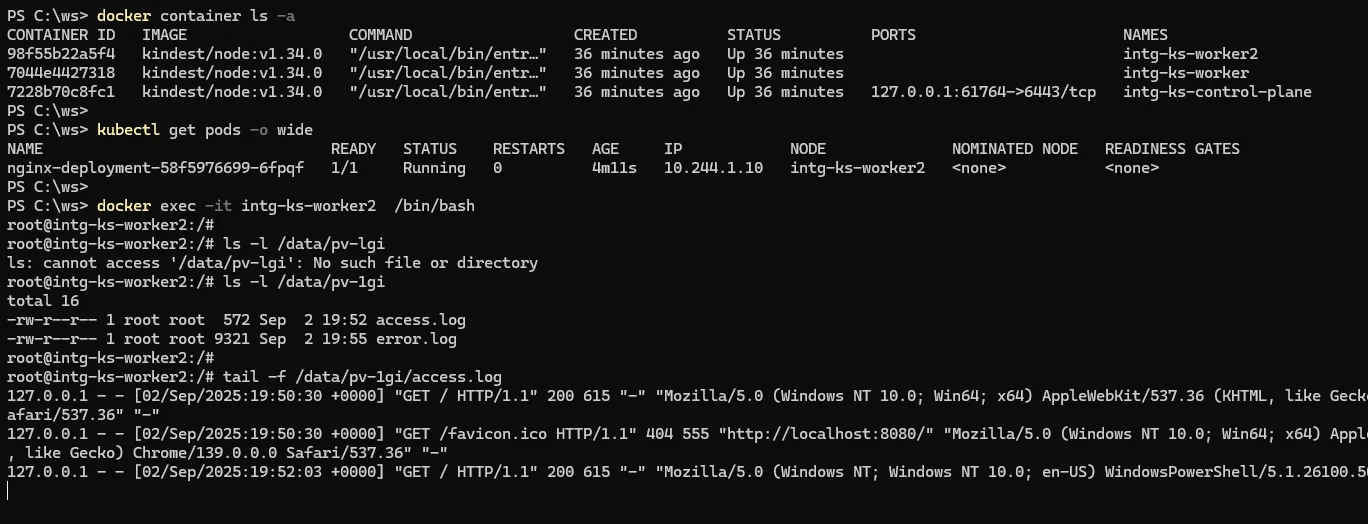 PS C:\ws> docker container ls -a
CONTAINER ID   IMAGE                  COMMAND                  CREATED          STATUS          PORTS                       NAMES
98f55b22a5f4   kindest/node:v1.34.0   "/usr/local/bin/entr…"   36 minutes ago   Up 36 minutes                               intg-ks-worker2
7044e4427318   kindest/node:v1.34.0   "/usr/local/bin/entr…"   36 minutes ago   Up 36 minutes                               intg-ks-worker
7228b70c8fc1   kindest/node:v1.34.0   "/usr/local/bin/entr…"   36 minutes ago   Up 36 minutes   127.0.0.1:61764->6443/tcp   intg-ks-control-plane
PS C:\ws>
PS C:\ws> kubectl get pods -o wide
NAME                                READY   STATUS    RESTARTS   AGE     IP            NODE              NOMINATED NODE   READINESS GATES
nginx-deployment-58f5976699-6fpqf   1/1     Running   0          4m11s   10.244.1.10   intg-ks-worker2   <none>           <none>
PS C:\ws>
PS C:\ws> docker exec -it intg-ks-worker2  /bin/bash
root@intg-ks-worker2:/#
root@intg-ks-worker2:/# ls -l /data/pv-lgi
ls: cannot access '/data/pv-lgi': No such file or directory
root@intg-ks-worker2:/# ls -l /data/pv-1gi
total 16
-rw-r--r-- 1 root root  572 Sep  2 19:52 access.log
-rw-r--r-- 1 root root 9321 Sep  2 19:55 error.log
root@intg-ks-worker2:/#
root@intg-ks-worker2:/# tail -f /data/pv-1gi/access.log
127.0.0.1 - - [02/Sep/2025:19:50:30 +0000] "GET / HTTP/1.1" 200 615 "-" "Mozilla/5.0 (Windows NT 10.0; Win64; x64) AppleWebKit/537.36 (KHTML, like Geck
afari/537.36" "-"
127.0.0.1 - - [02/Sep/2025:19:50:30 +0000] "GET /favicon.ico HTTP/1.1" 404 555 "http://localhost:8080/" "Mozilla/5.0 (Windows NT 10.0; Win64; x64) Appl
, like Gecko) Chrome/139.0.0.0 Safari/537.36" "-"
127.0.0.1 - - [02/Sep/2025:19:52:03 +0000] "GET / HTTP/1.1" 200 615 "-" "Mozilla/5.0 (Windows NT; Windows NT 10.0; en-US) WindowsPowerShell/5.1.26100.50